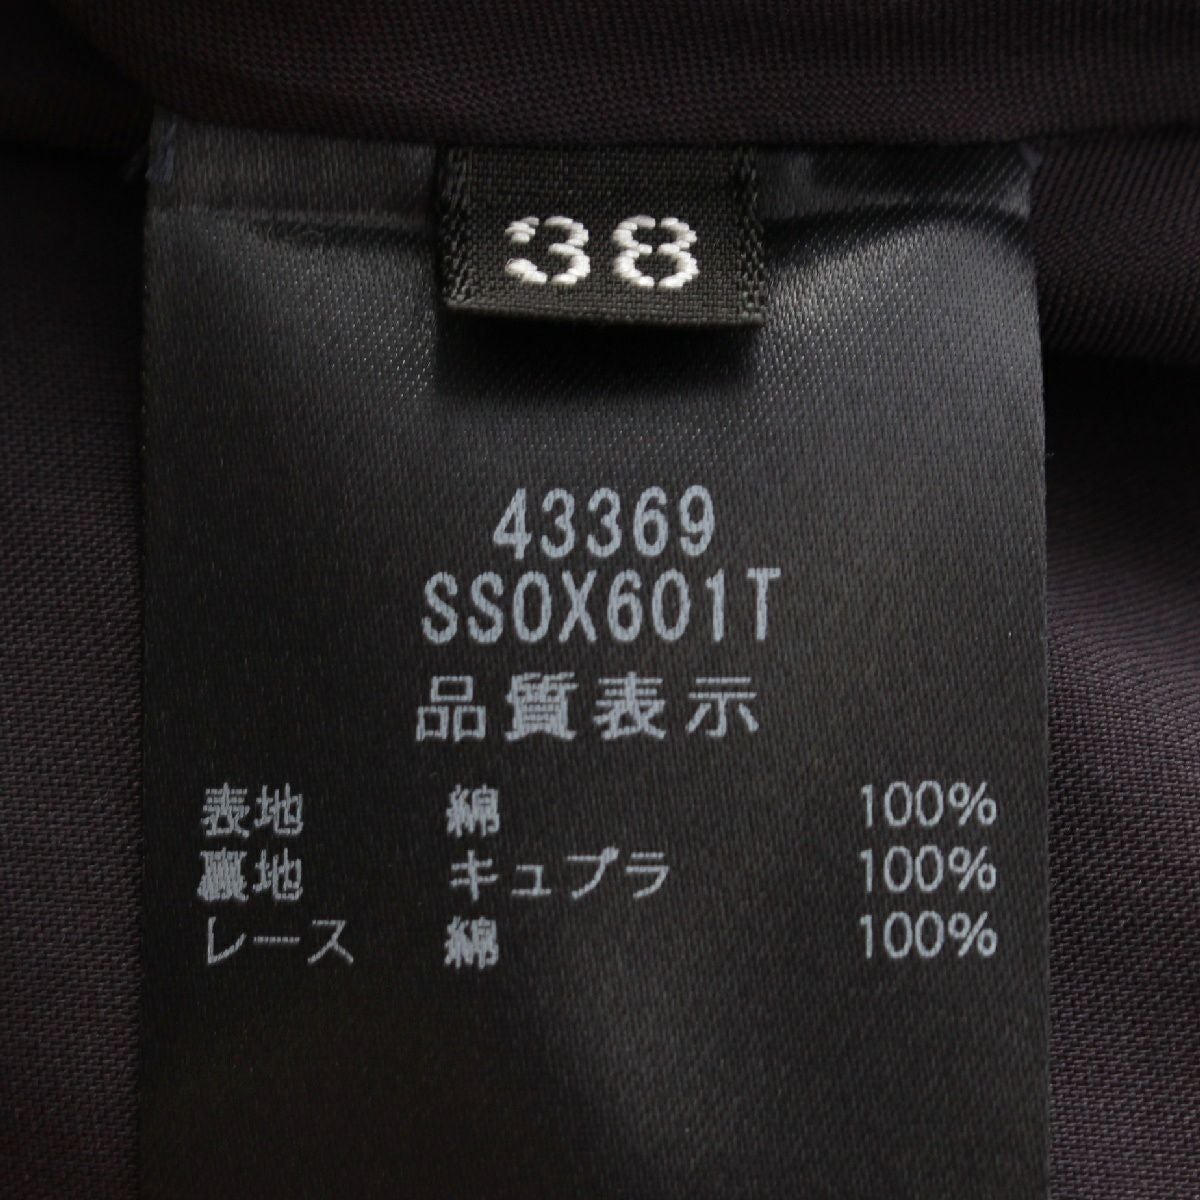 38
43369
SS0X601T
品質表示
表地 綿 100%
裏地 キュプラ 100%
レース 綿 100%